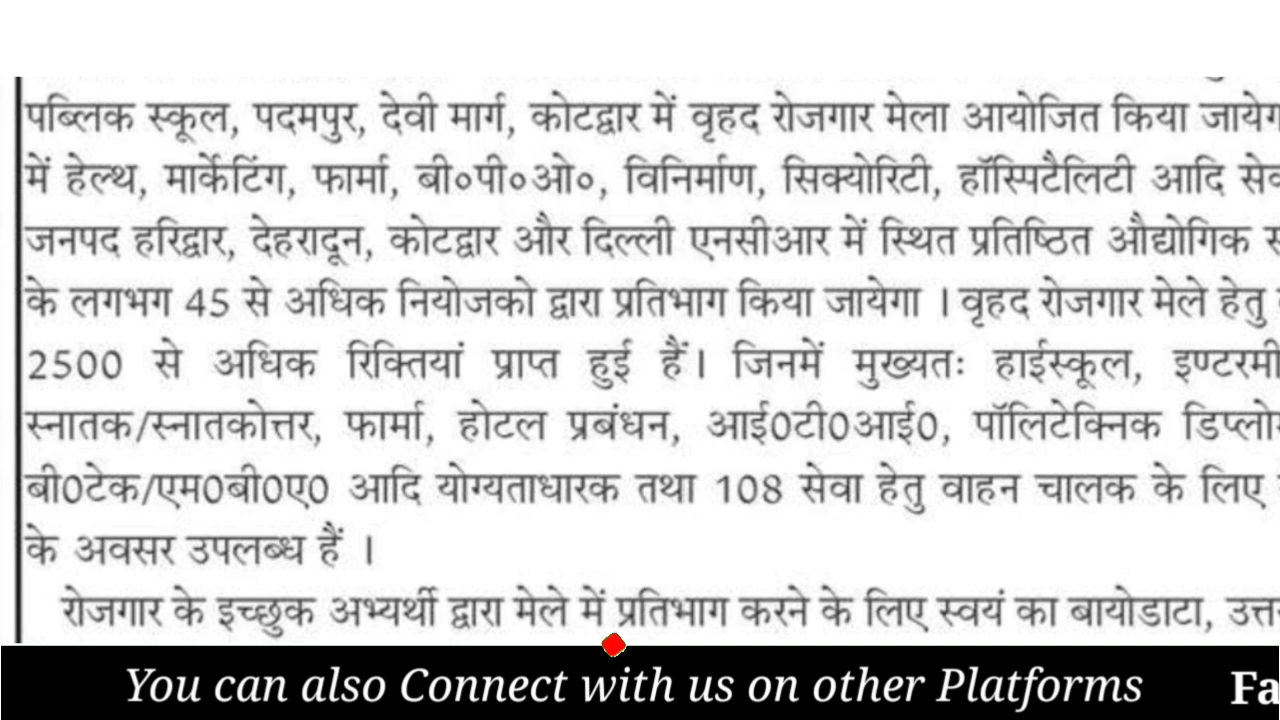 पब्लिक स्कूल, पदमपुर, देवी मार्ग, कोटद्वार में वृहद रोजगार मेला आयोजित किया
में हेल्थ, मार्केटिंग, फार्मा, बी०पी०ओ०, विनिर्माण, सिक्योरिटी, हॉस्पिटैलिटी आदि
जनपद हरिद्वार, देहरादून, कोटद्वार और दिल्ली एनसीआर में स्थित प्रतिष्ठित औद्योगिक
के लगभग 45 से अधिक नियोजको द्वारा प्रतिभाग किया जायेगा । वृहद रोजगार मेले हेतु
2500 से अधिक रिक्तियां प्राप्त हुई हैं। जिनमें मुख्यतः हाईस्कूल,
स्नातक/स्नातकोत्तर, फार्मा, होटल प्रबंधन, आई0टी0आई0, पॉलिटेक्निक
बी0टेक/एम0बी0ए0 आदि योग्यताधारक तथा 108 सेवा हेतु वाहन चालक के लिए
के अवसर उपलब्ध हैं ।
रोजगार के इच्छुक अभ्यर्थी द्वारा मेले में प्रतिभाग करने के लिए स्वयं का बायोडाटा,
You can also Connect with us on other Platforms